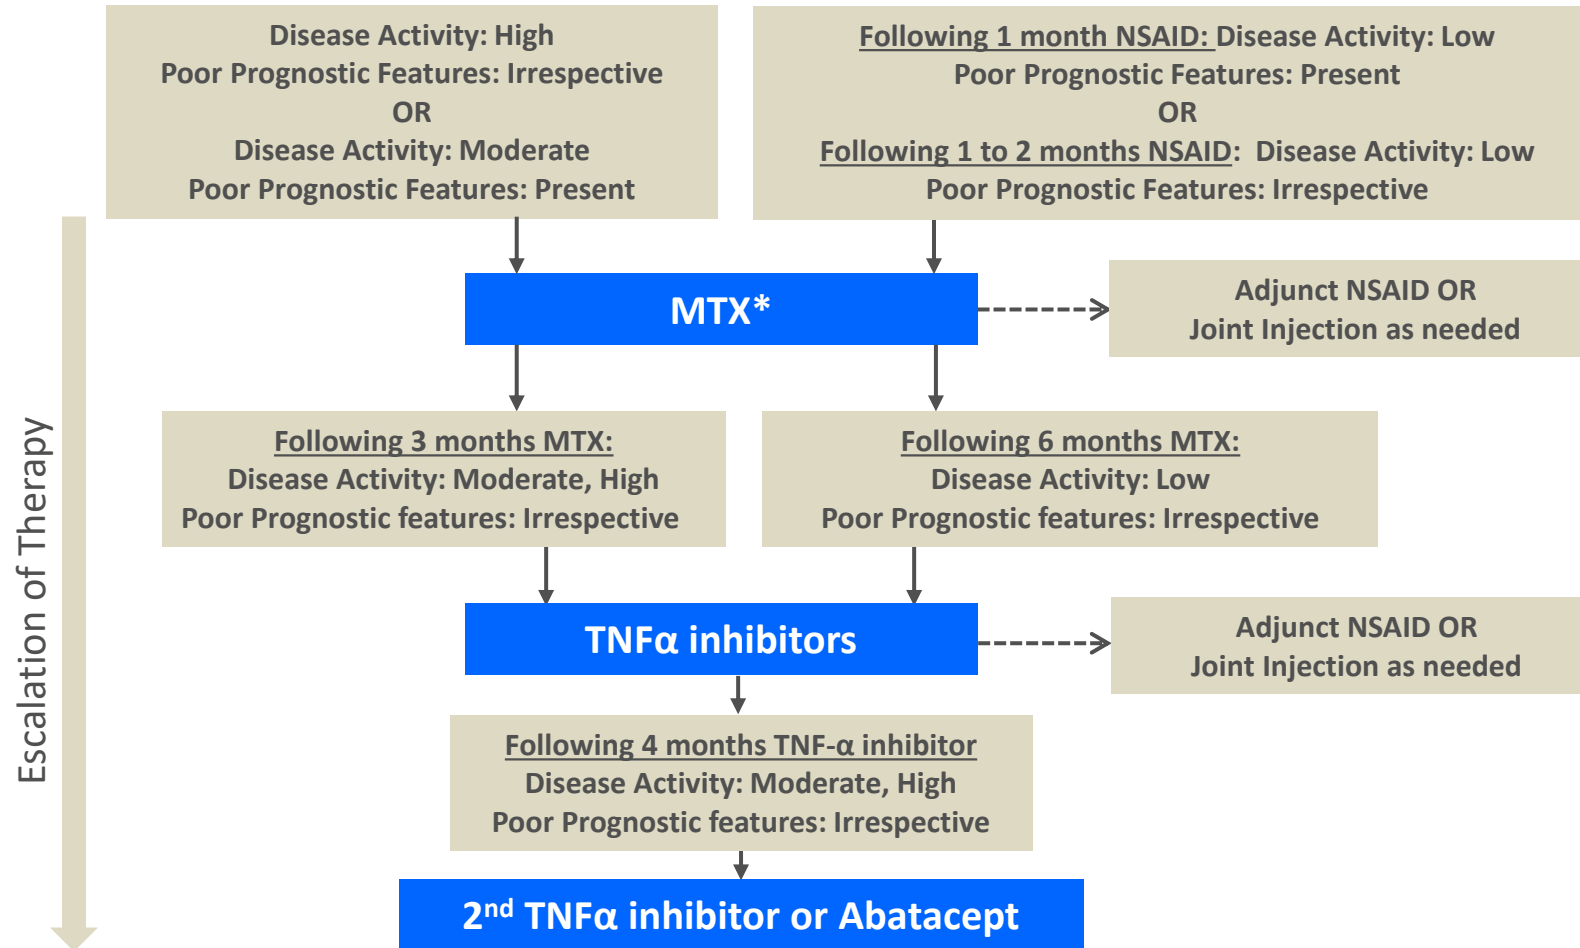 Disease Activity: High
Poor Prognostic Features: Irrespective
OR
Disease Activity: Moderate
Poor Prognostic Features: Present
Following 1 month NSAID: Disease Activity: Low
Poor Prognostic Features: Present
OR
Following 1 to 2 months NSAID: Disease Activity: Low
Poor Prognostic Features: Irrespective
MTX*
Adjunct NSAID OR
Joint Injection as needed
Escalation of Therapy
Following 3 months MTX:
Disease Activity: Moderate, High
Poor Prognostic features: Irrespective
Following 6 months MTX:
Disease Activity: Low
Poor Prognostic features: Irrespective
TNFα inhibitors
Adjunct NSAID OR
Joint Injection as needed
Following 4 months TNF-α inhibitor
Disease Activity: Moderate, High
Poor Prognostic features: Irrespective
2nd TNFα inhibitor or Abatacept